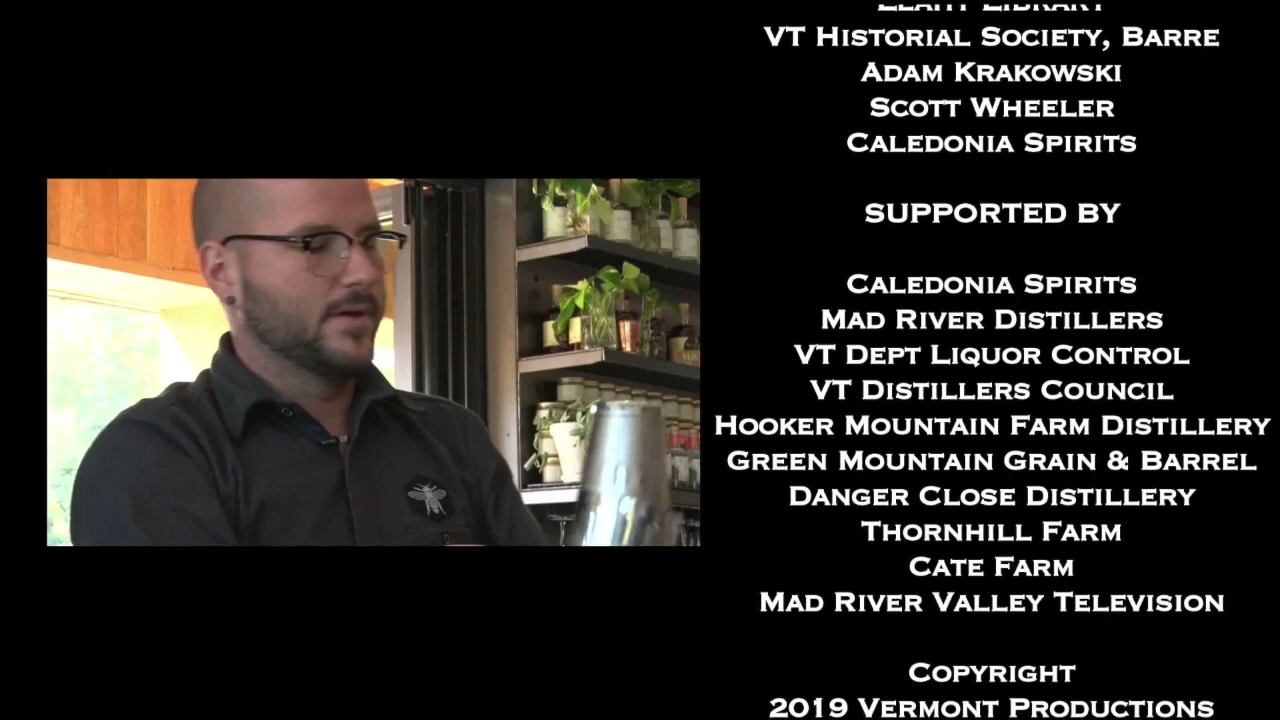 LEAHY LIBRARY
VT HISTORIAL SOCIETY, BARRE
ADAM KRAKOWSKI
SCOTT WHEELER
CALEDONIA SPIRITS
SUPPORTED BY
CALEDONIA SPIRITS
MAD RIVER DISTILLERS
VT DEPT LIQUOR CONTROL
VT DISTILLERS COUNCIL
HOOKER MOUNTAIN FARM DISTILLERY
GREEN MOUNTAIN GRAIN & BARREL
DANGER CLOSE DISTILLERY
THORNHILL FARM
CATE FARM
MAD RIVER VALLEY TELEVISION
COPYRIGHT
2019 VERMONT PRODUCTIONS